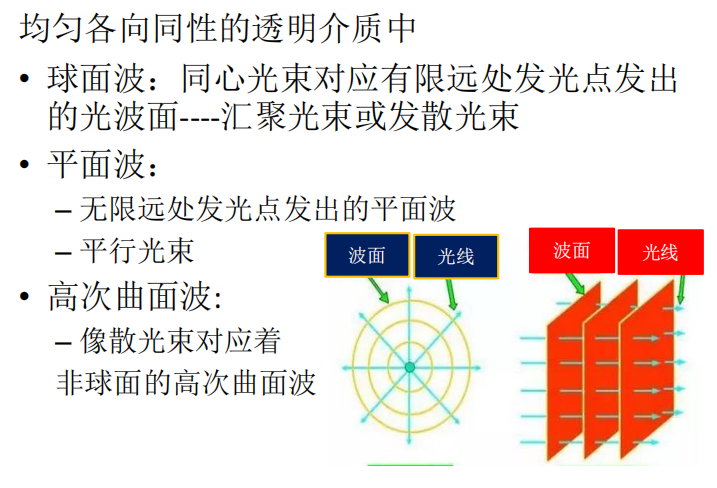 均匀各向同性的透明介质中
• 球面波：同心光束对应有限远处发光点发出
的光波面----汇聚光束或发散光束
• 平面波：
– 无限远处发光点发出的平面波
– 平行光束
• 高次曲面波:
– 像散光束对应着
非球面的高次曲面波
波面
光线
波面
光线